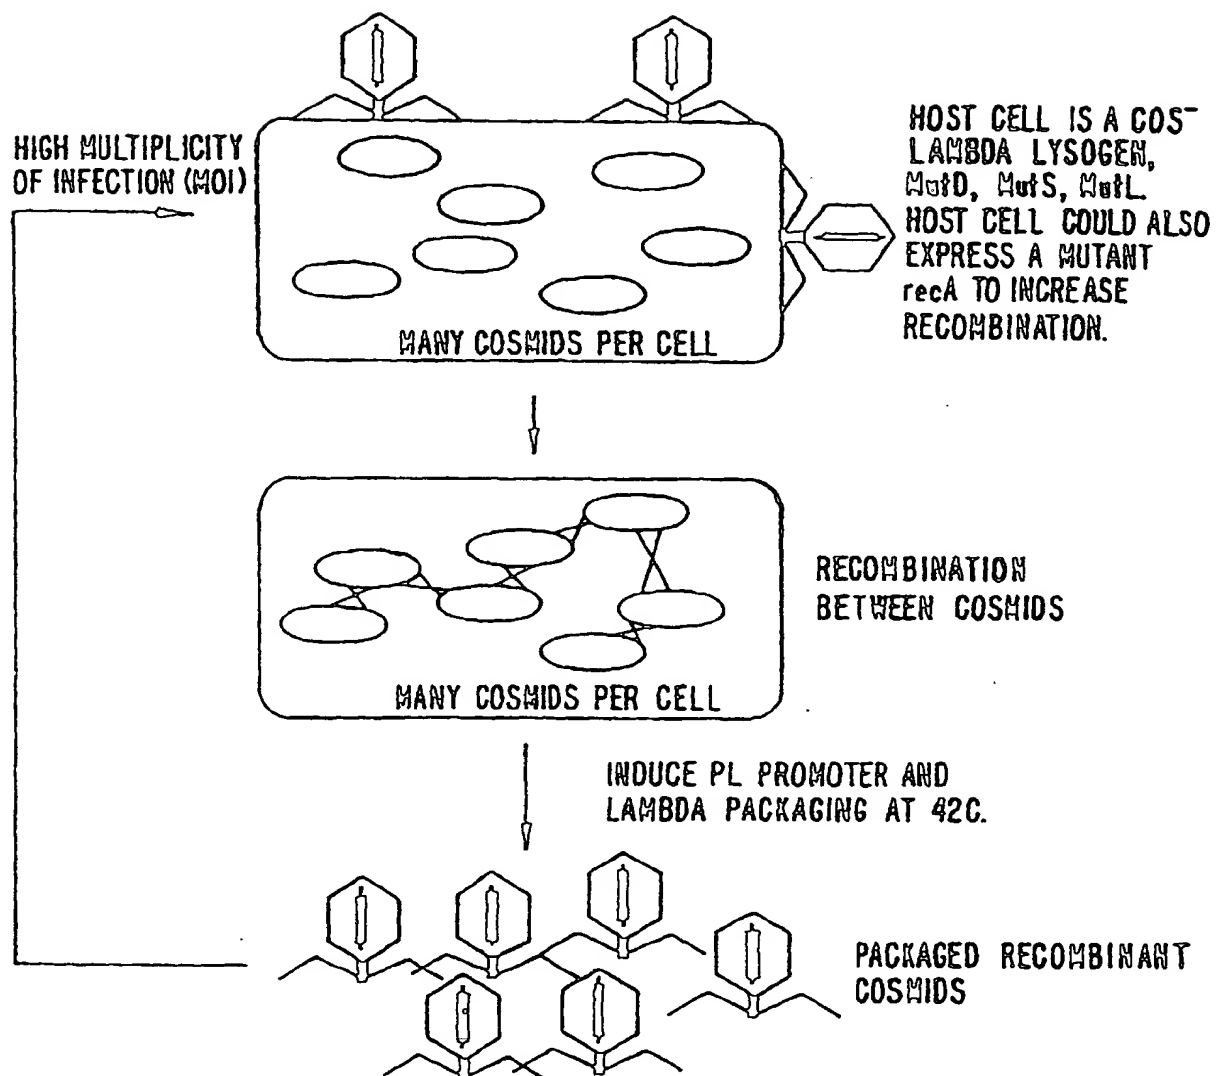 HIGH MULTIPLICITY
OF INFECTION (MOI)
HOST CELL IS A COS⁻
LAMBDA LYSOGEN,
MutD, MutS, MutL.
HOST CELL COULD ALSO
EXPRESS A MUTANT
recA TO INCREASE
RECOMBINATION.
MANY COSMIDS PER CELL
RECOMBINATION
BETWEEN COSMIDS
MANY COSMIDS PER CELL
INDUCE PL PROMOTER AND
LAMBDA PACKAGING AT 42C.
PACKAGED RECOMBINANT
COSMIDS